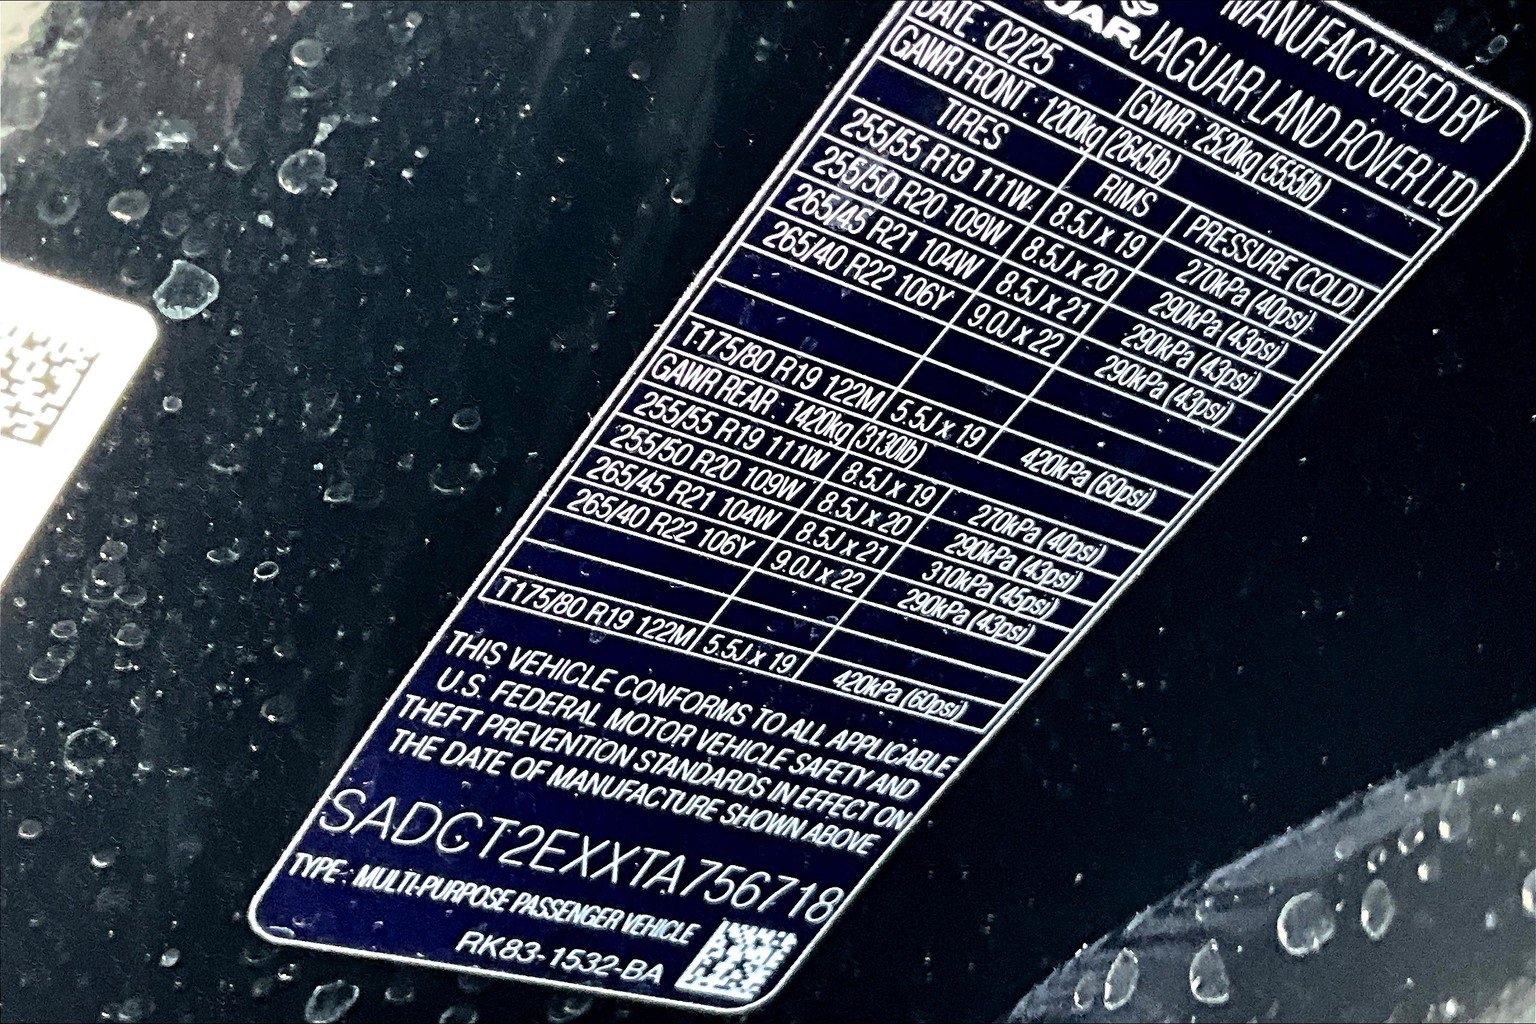 MANUFACTURED BY
JAGUAR LAND ROVER LTD
DATE: 02/25
GVWR: 2520kg (5555lb)
GAWR FRONT: 1200kg (2645lb)
TIRES RIMS PRESSURE (COLD)
255/55 R19 111W 8.5J x 19 270kPa (40psi)
255/50 R20 109W 8.5J x 20 290kPa (43psi)
265/45 R21 104W 8.5J x 21 290kPa (43psi)
265/40 R22 106Y 9.0J x 22 290kPa (43psi)
T175/80 R19 122M 5.5J x 19 420kPa (60psi)
GAWR REAR: 1420kg (3130lb)
255/55 R19 111W 8.5J x 19 270kPa (40psi)
255/50 R20 109W 8.5J x 20 290kPa (43psi)
265/45 R21 104W 8.5J x 21 310kPa (45psi)
265/40 R22 106Y 9.0J x 22 290kPa (43psi)
T175/80 R19 122M 5.5J x 19 420kPa (60psi)
THIS VEHICLE CONFORMS TO ALL APPLICABLE
U.S. FEDERAL MOTOR VEHICLE SAFETY AND
THEFT PREVENTION STANDARDS IN EFFECT ON
THE DATE OF MANUFACTURE SHOWN ABOVE
SADCT2EXXTA756718
TYPE: MULTI-PURPOSE PASSENGER VEHICLE
RK83-1532-BA